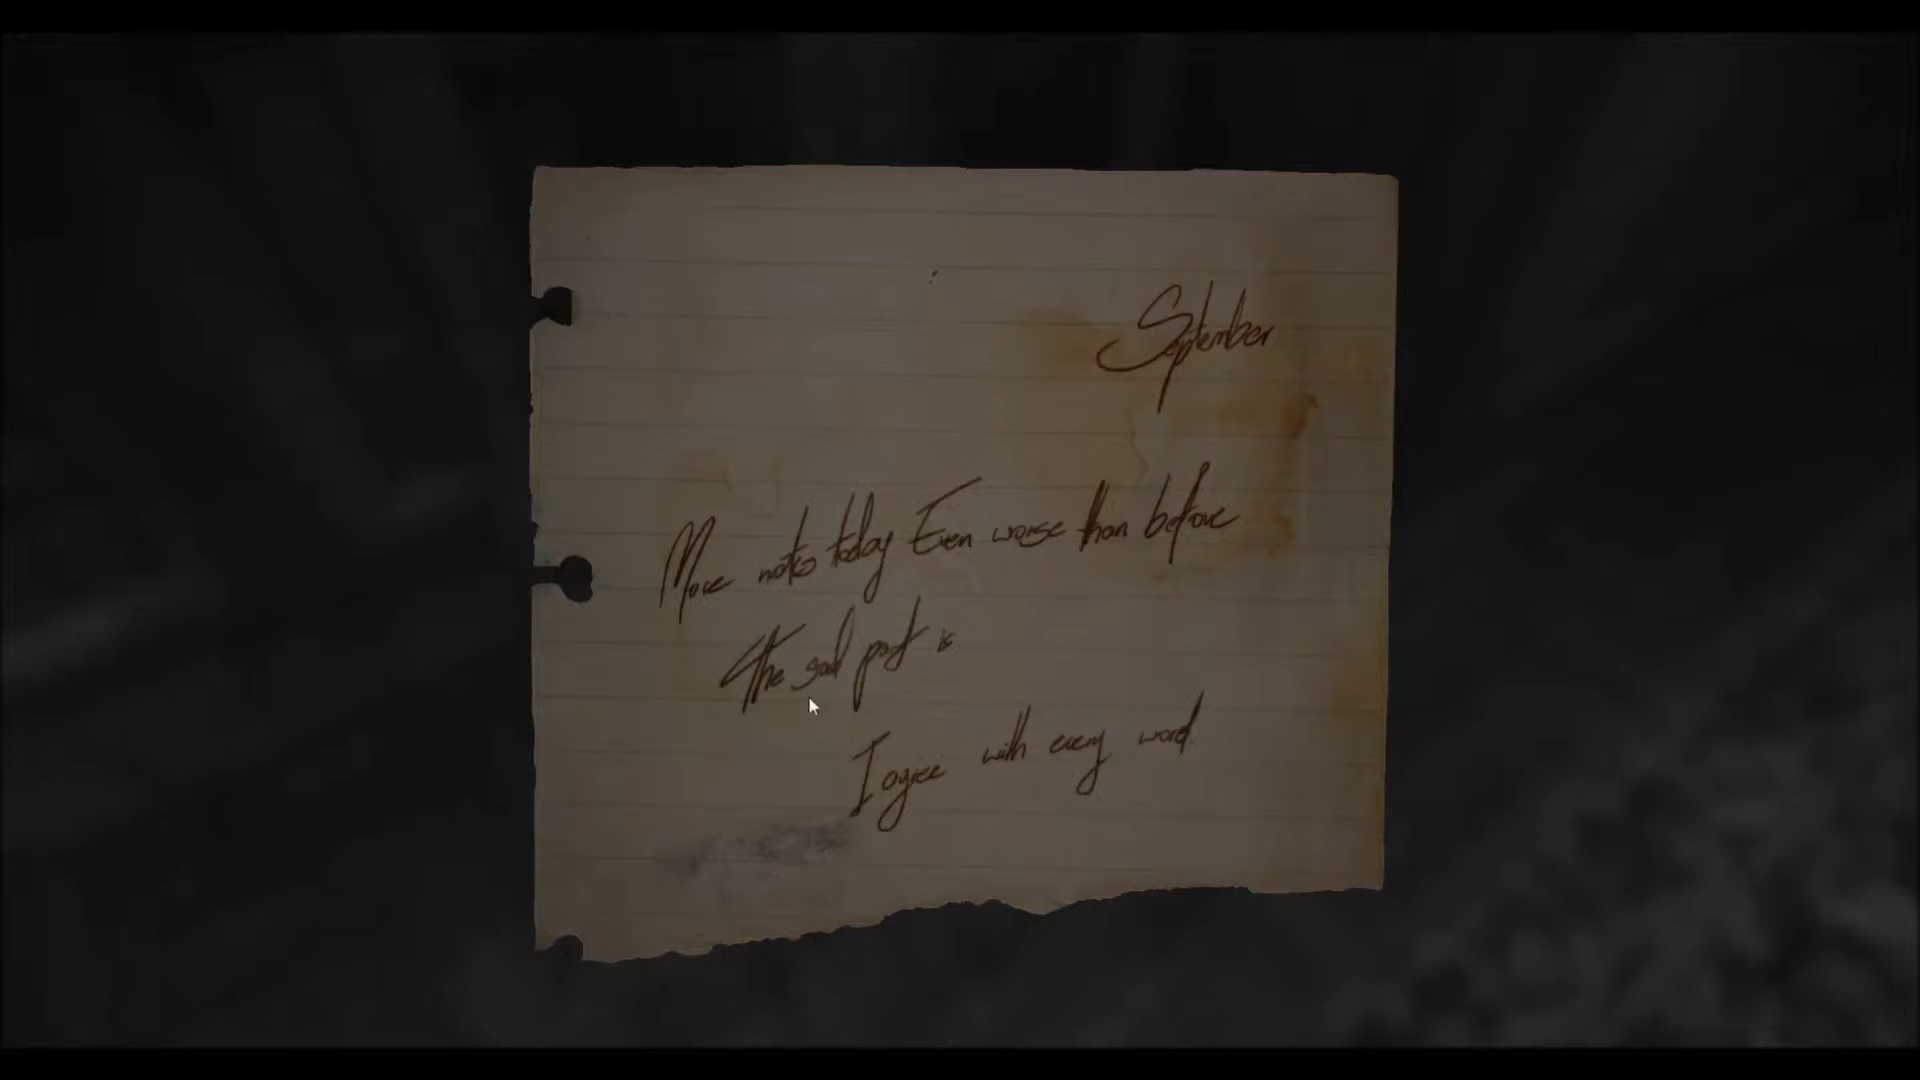 September
More notes today Even worse than before
The sad part is
I agree with every word